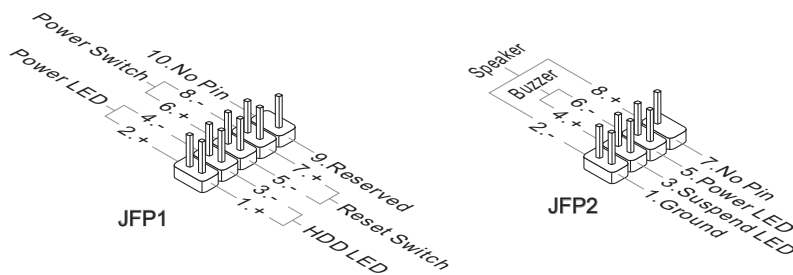 Power Switch
Power LED
10.No Pin
8.-
6.+
4.-
2.+
9.Reserved
7.+
5.-
3.-
1.+
Reset Switch
HDD LED
JFP1
Speaker
Buzzer
8.+
6.-
4.+
2.-
7.No Pin
5.Power LED
3.Suspend LED
1.Ground
JFP2